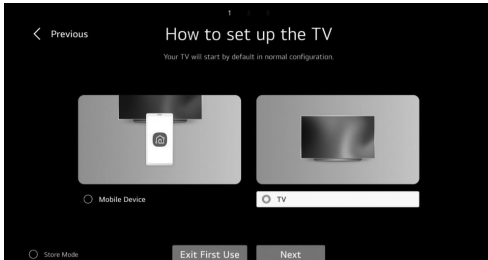 1
Previous
How to set up the TV
Your TV will start by default in normal configuration.
Mobile Device
TV
Store Mode
Exit First Use
Next